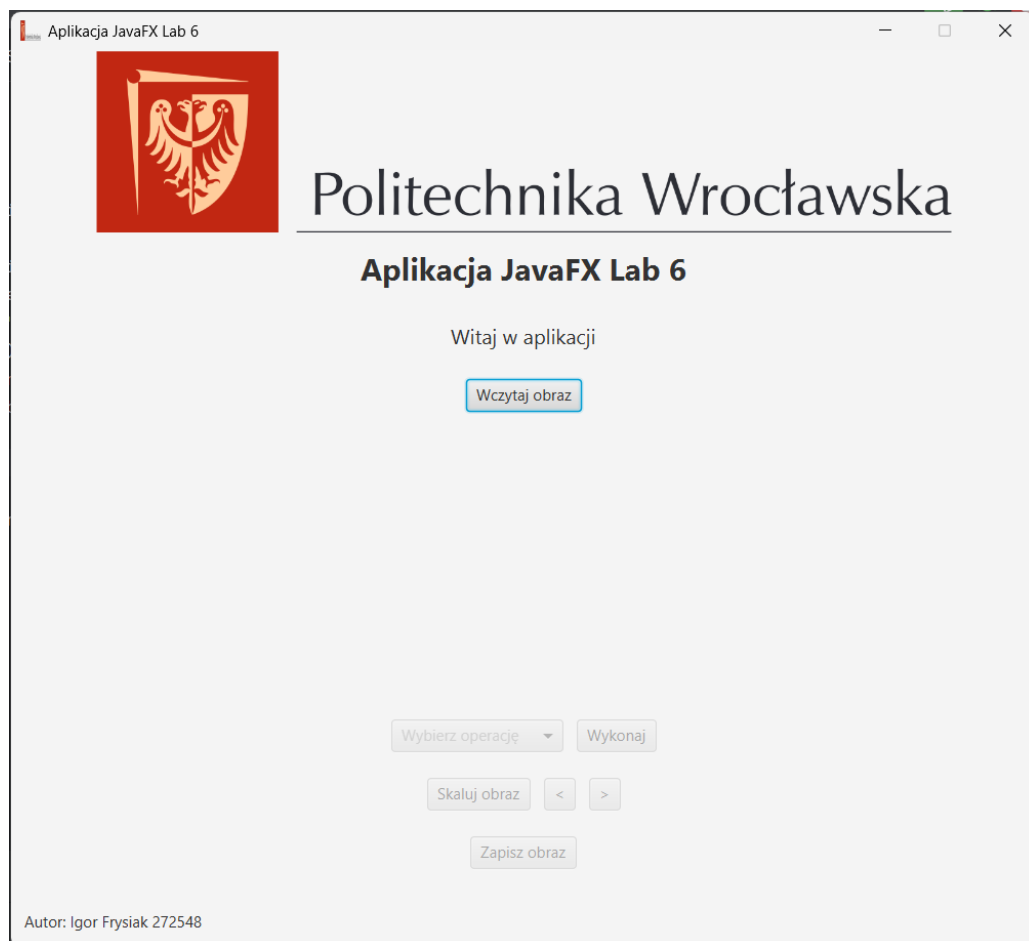 Aplikacja JavaFX Lab 6
Politechnika Wrocławska
Aplikacja JavaFX Lab 6
Witaj w aplikacji
Wczytaj obraz
Wybierz operację Wykonaj
Skaluj obraz < >
Zapisz obraz
Autor: Igor Frysiak 272548